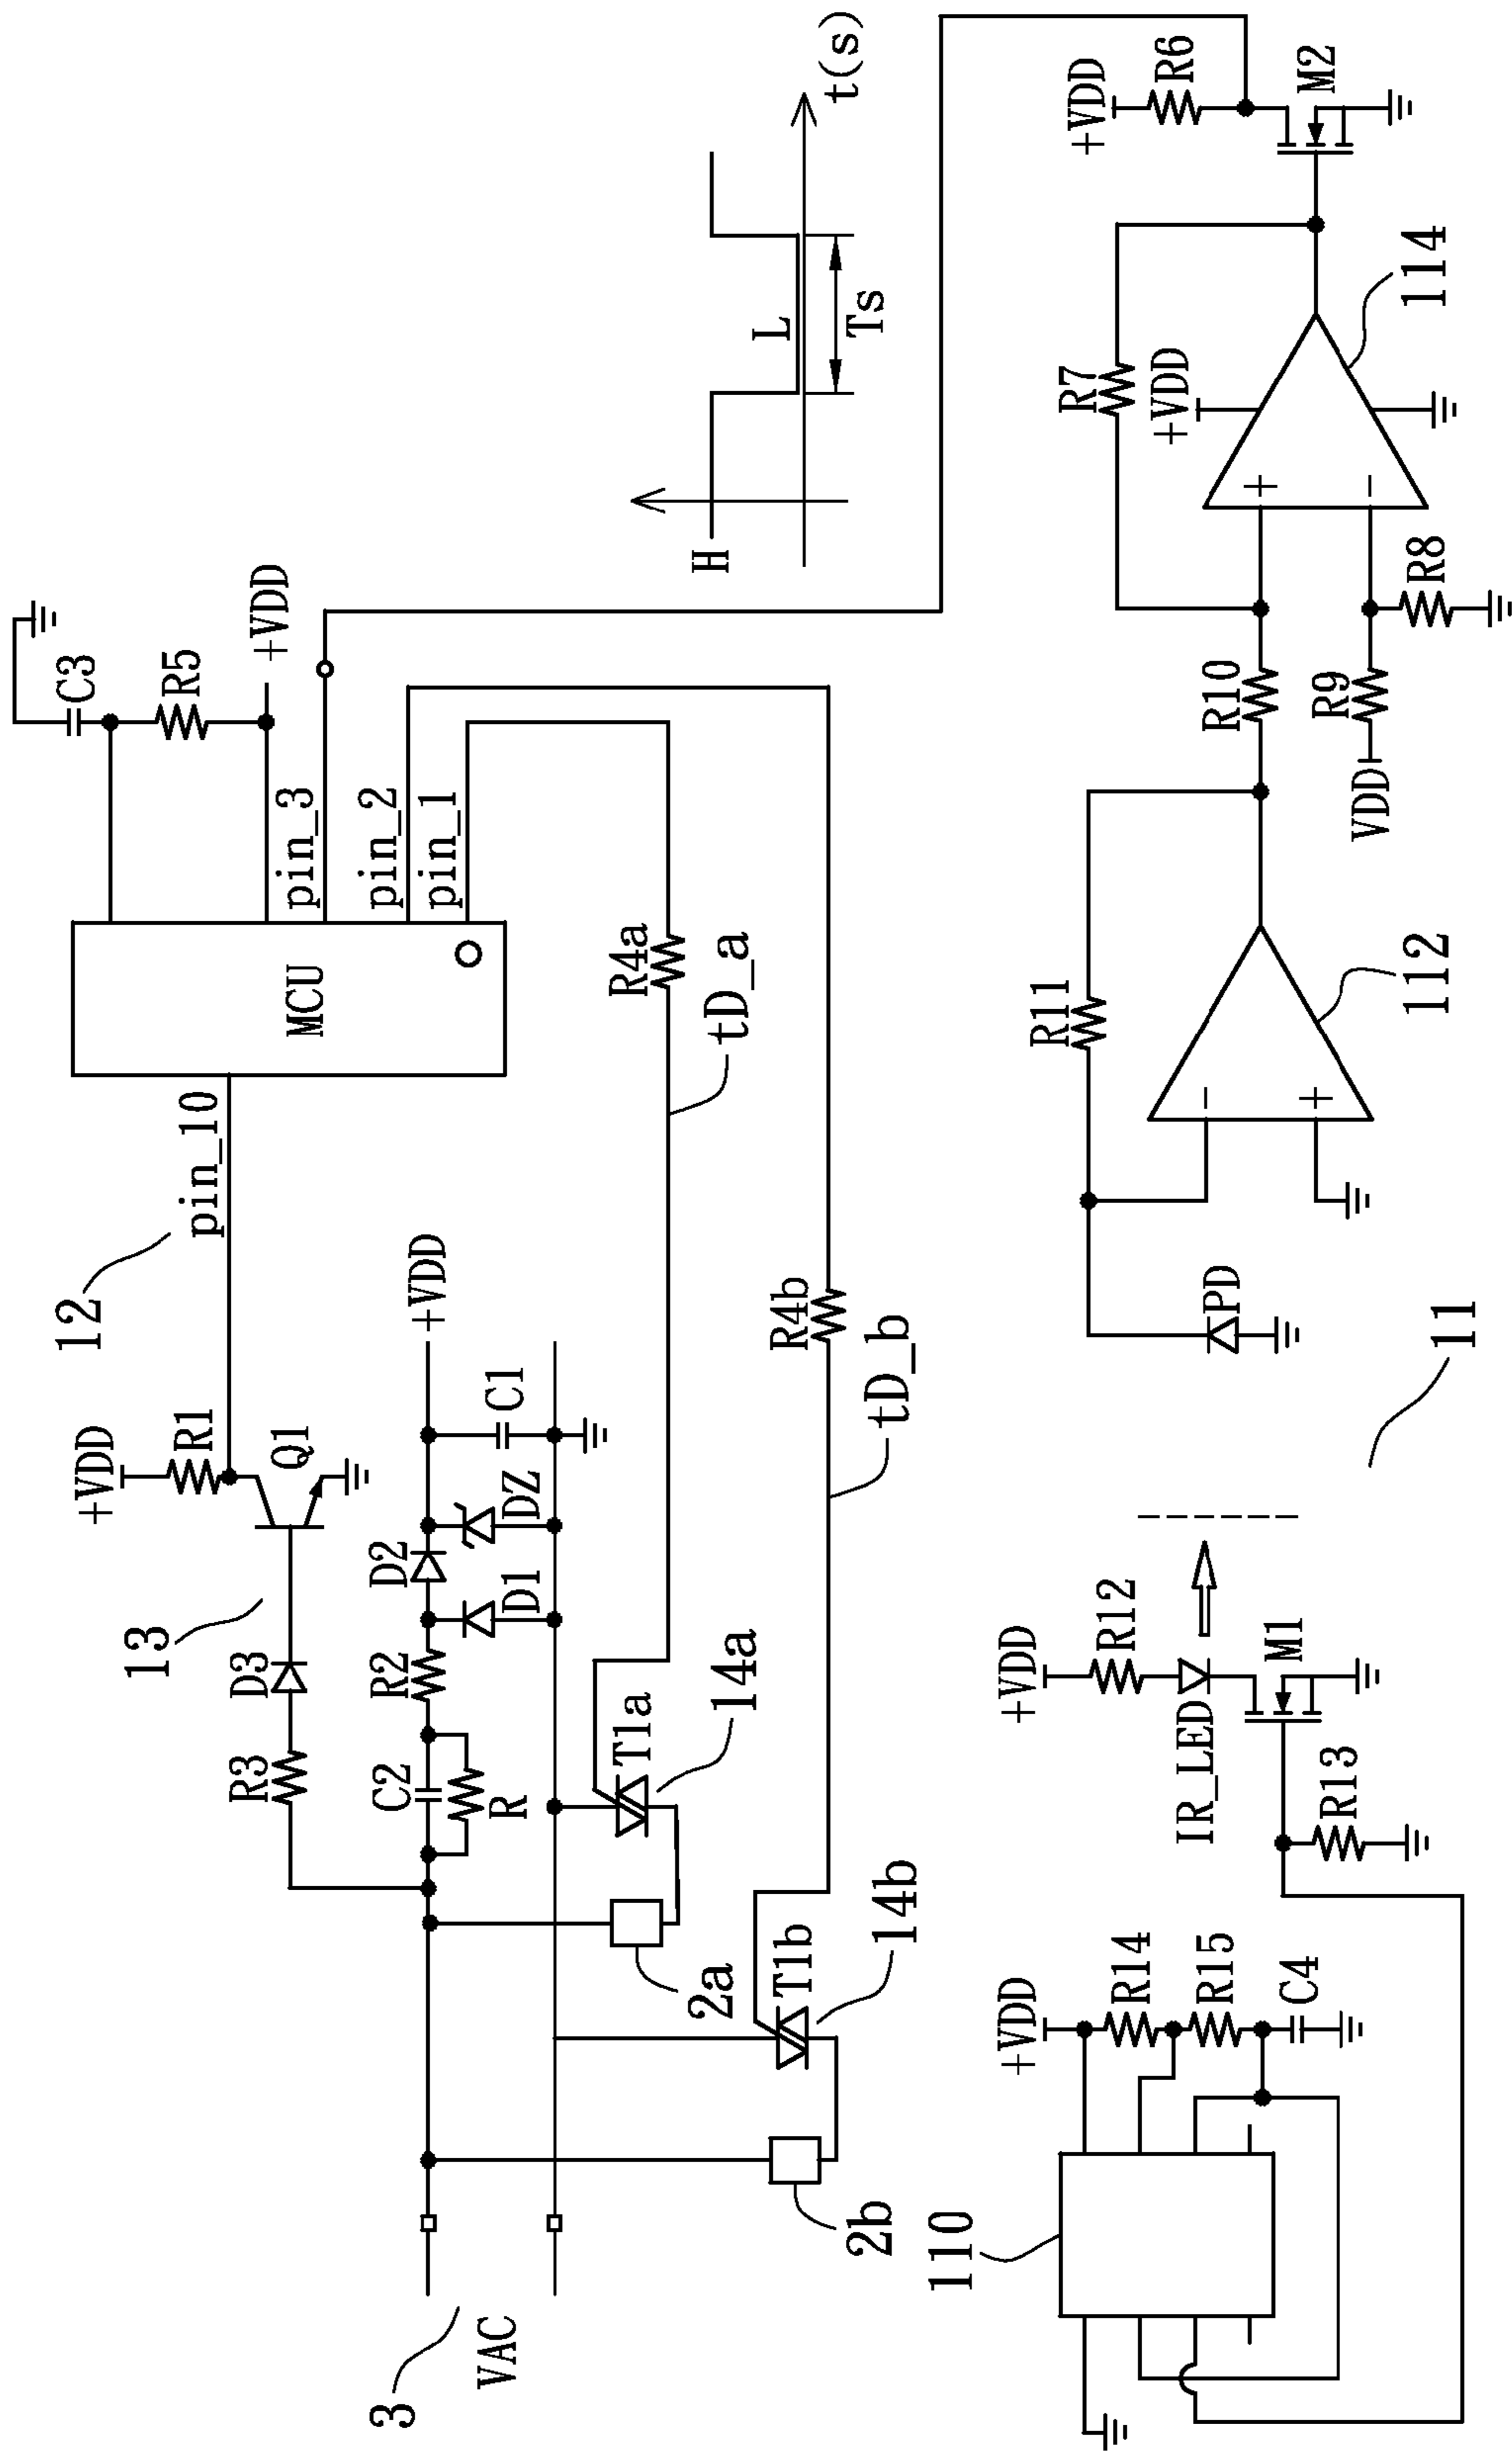 12
pin_10
MCU
C3
R5
+VDD
pin_3
pin_2
pin_1
+VDD
R1
Q1
13
D3
R3
D2
R2
C2
R
D1
DZ
C1
+VDD
3
VAC
T1a
14a
2a
T1b
14b
2b
R4a
tD_a
R4b
tD_b
H
L
Ts
t(s)
110
+VDD
R14
R15
C4
+VDD
R12
IR_LED
M1
R13
11
PD
R11
-
+
112
R10
R9
VDD
R8
R7
+VDD
+
-
114
+VDD
R6
M2